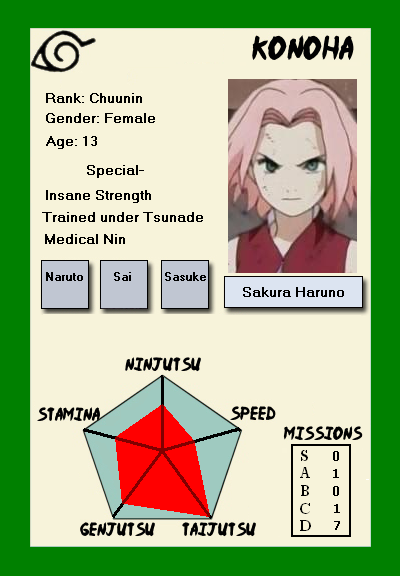 KONOHA
Rank: Chuunin
Gender: Female
Age: 13
Special-
Insane Strength
Trained under Tsunade
Medical Nin
Naruto
Sai
Sasuke
Sakura Haruno
NINJUTSU
STAMINA
SPEED
GENJUTSU
TAIJUTSU
MISSIONS
S 0
A 1
B 0
C 1
D 7